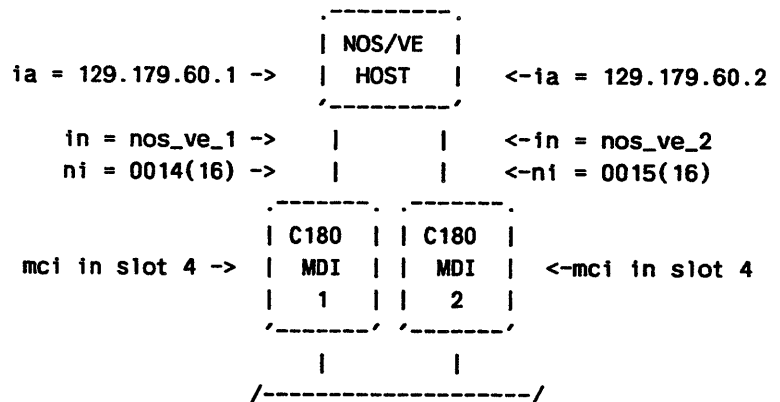 .---------.
| NOS/VE |
ia = 129.179.60.1 -> | HOST | <-ia = 129.179.60.2
'---------'
in = nos_ve_1 -> | | <-in = nos_ve_2
ni = 0014(16) -> | | <-ni = 0015(16)
.-------. .-------.
| C180 | | C180 |
mci in slot 4 -> | MDI | | MDI | <-mci in slot 4
| 1 | | 2 |
'-------' '-------'
| |
/--------------------/